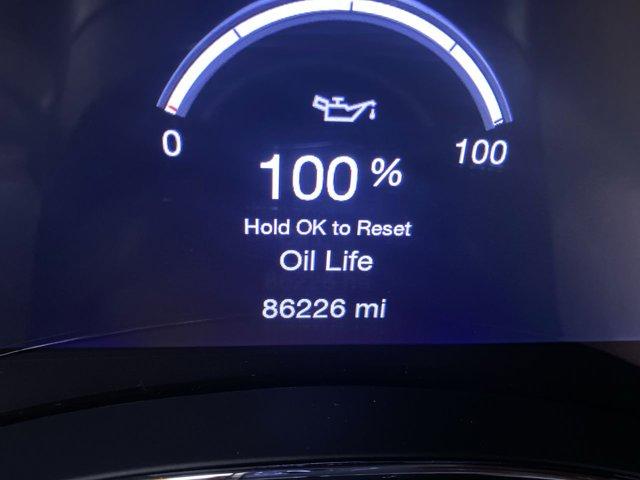 0
100
100 %
Hold OK to Reset
Oil Life
86226 mi